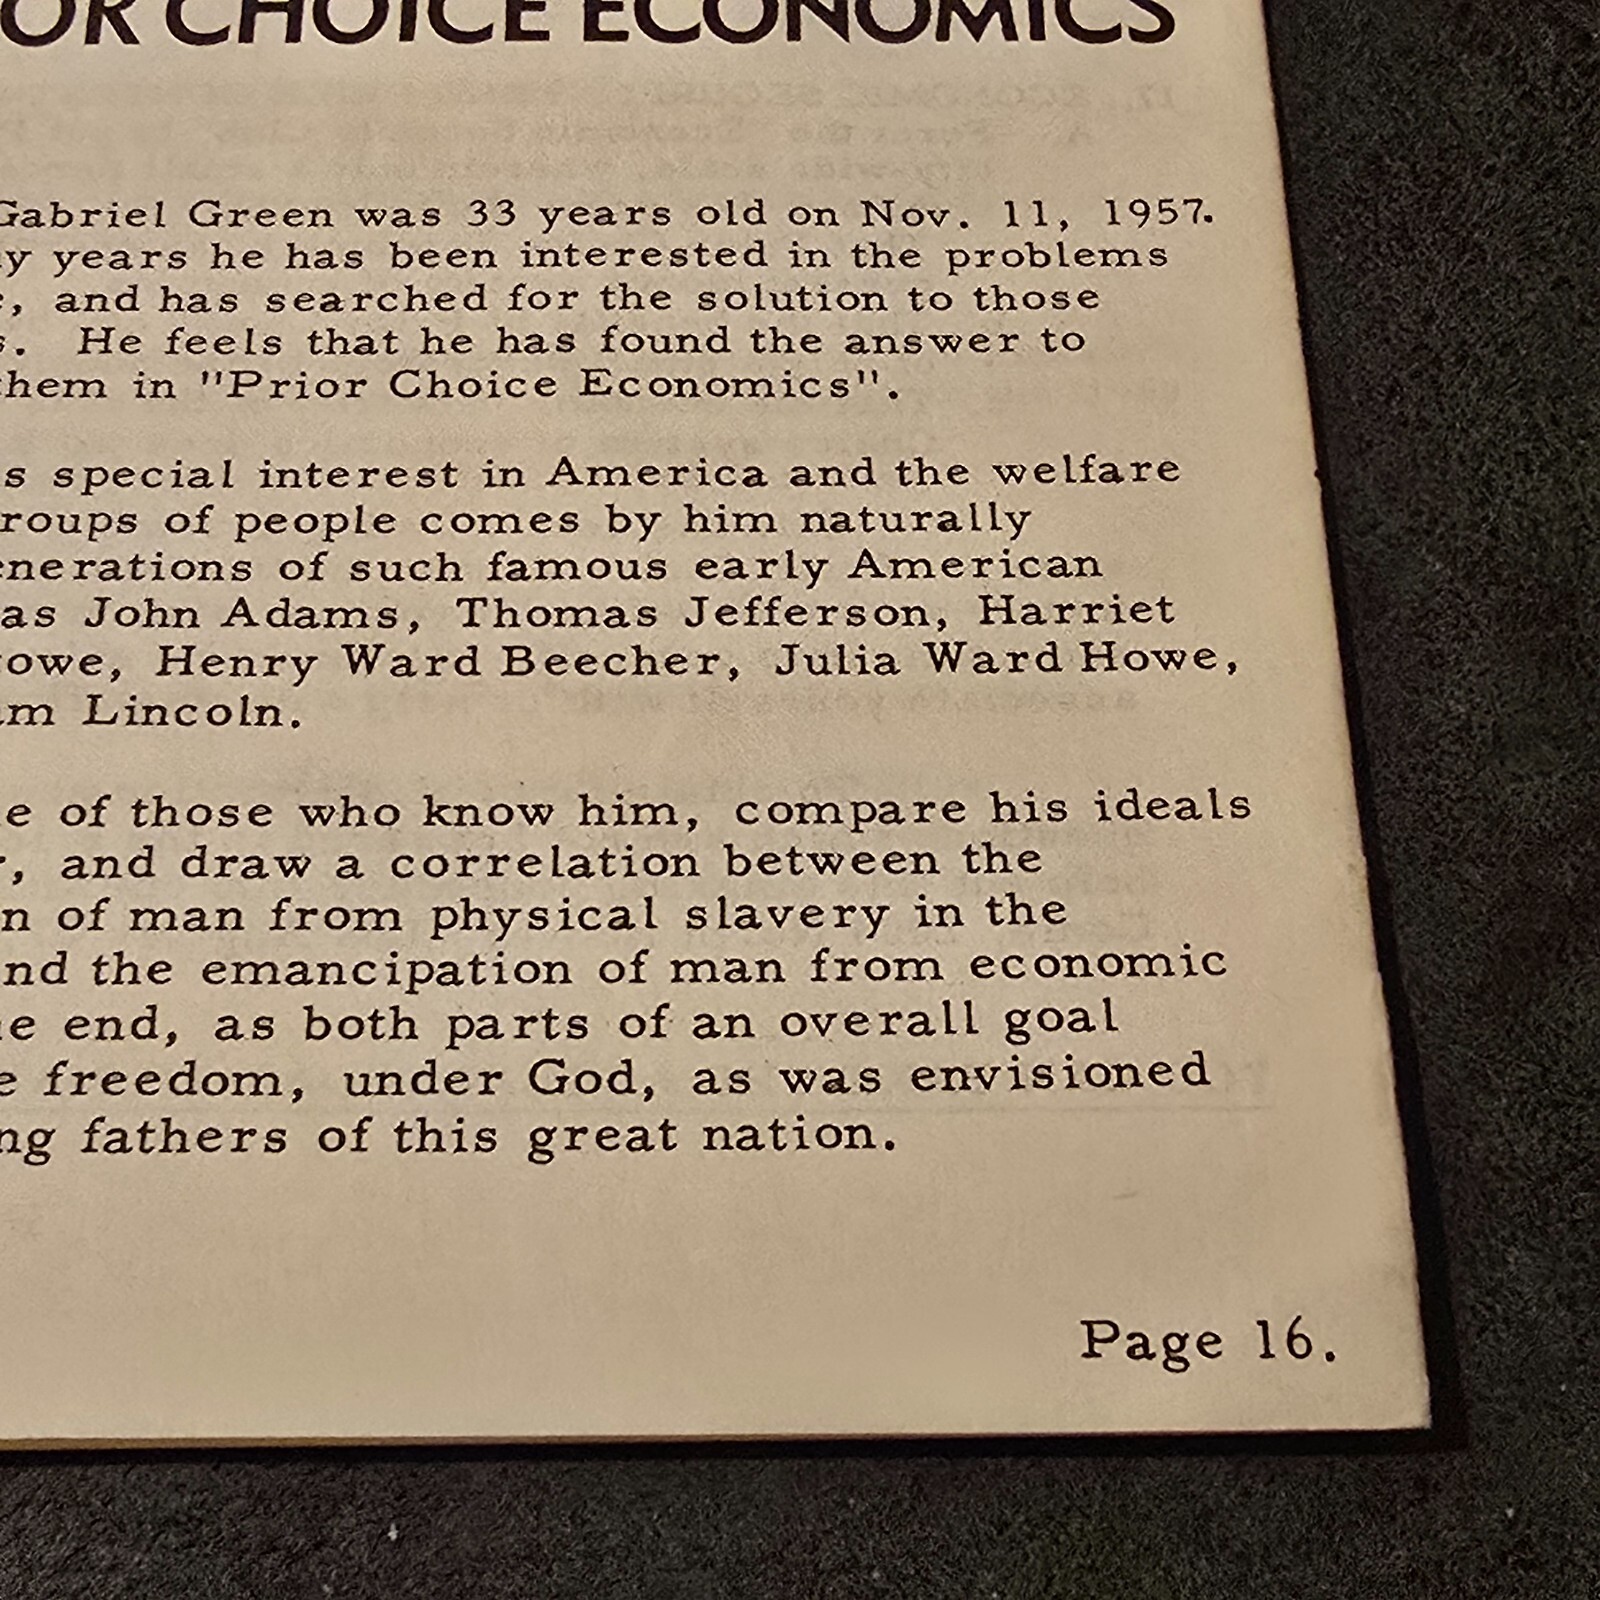 OR CHOICE ECONOMICS
Gabriel Green was 33 years old on Nov. 11, 1957.
y years he has been interested in the problems
, and has searched for the solution to those
s. He feels that he has found the answer to
them in "Prior Choice Economics".
s special interest in America and the welfare
roups of people comes by him naturally
enerations of such famous early American
as John Adams, Thomas Jefferson, Harriet
towe, Henry Ward Beecher, Julia Ward Howe,
am Lincoln.
e of those who know him, compare his ideals
r, and draw a correlation between the
n of man from physical slavery in the
nd the emancipation of man from economic
he end, as both parts of an overall goal
e freedom, under God, as was envisioned
ng fathers of this great nation.
Page 16.